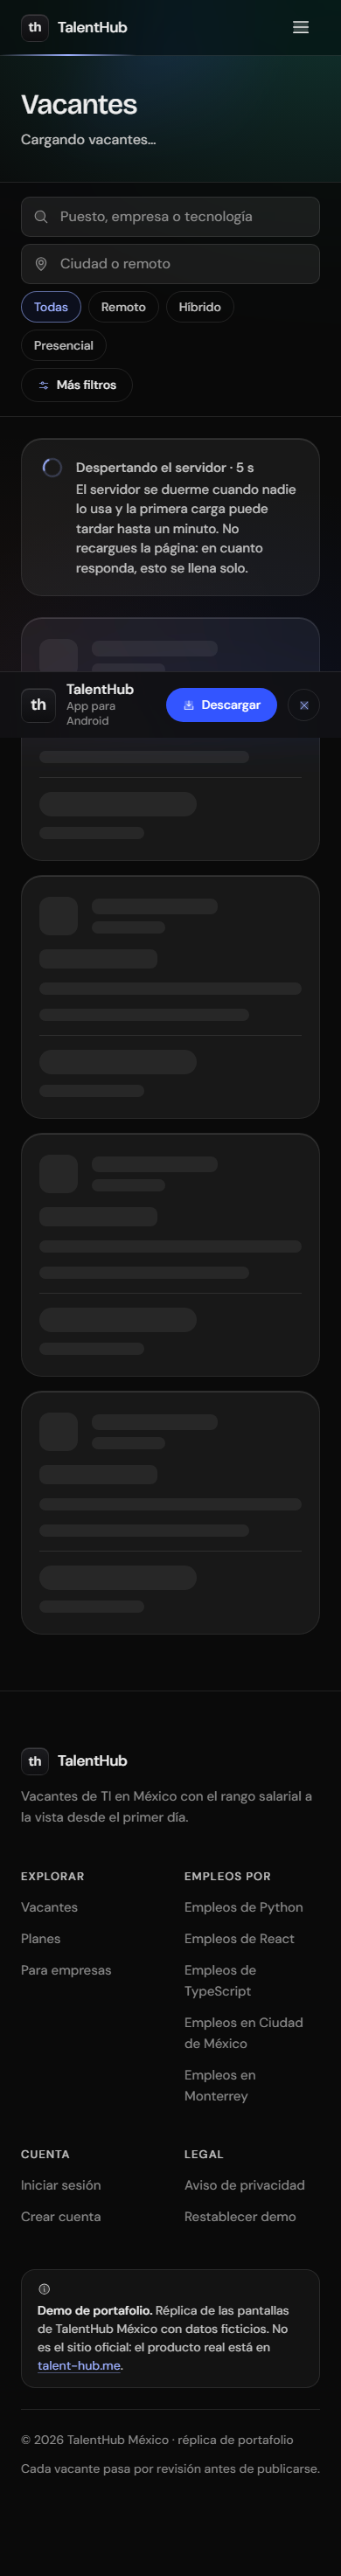 th TalentHub
Vacantes
Cargando vacantes...
Puesto, empresa o tecnología
Ciudad o remoto
Todas Remoto Híbrido
Presencial
Más filtros
Despertando el servidor · 5 s
El servidor se duerme cuando nadie
lo usa y la primera carga puede
tardar hasta un minuto. No
recargues la página: en cuanto
responda, esto se llena solo.
th TalentHub
App para
Android
Descargar
th TalentHub
Vacantes de TI en México con el rango salarial a
la vista desde el primer día.
EXPLORAR
Vacantes
Planes
Para empresas
EMPLEOS POR
Empleos de Python
Empleos de React
Empleos de
TypeScript
Empleos en Ciudad
de México
Empleos en
Monterrey
CUENTA
Iniciar sesión
Crear cuenta
LEGAL
Aviso de privacidad
Restablecer demo
Demo de portafolio. Réplica de las pantallas
de TalentHub México con datos ficticios. No
es el sitio oficial: el producto real está en
talent-hub.me.
© 2026 TalentHub México · réplica de portafolio
Cada vacante pasa por revisión antes de publicarse.